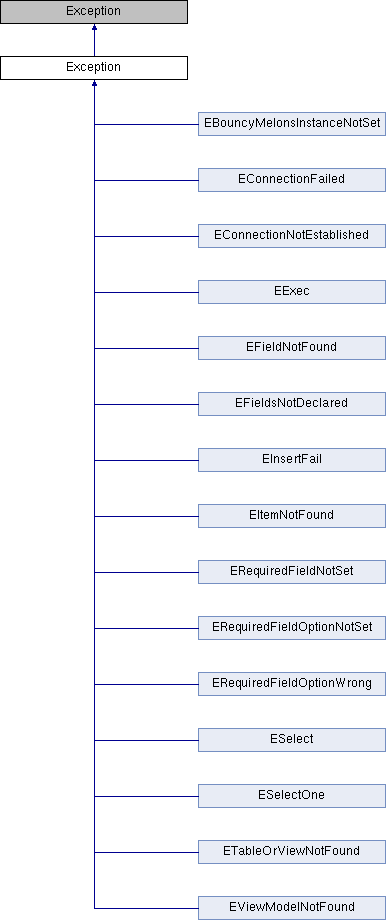 Exception
Exception
EBouncyMelonsInstanceNotSet
EConnectionFailed
EConnectionNotEstablished
EExec
EFieldNotFound
EFieldsNotDeclared
EInsertFail
EItemNotFound
ERequiredFieldNotSet
ERequiredFieldOptionNotSet
ERequiredFieldOptionWrong
ESelect
ESelectOne
ETableOrViewNotFound
EViewModelNotFound